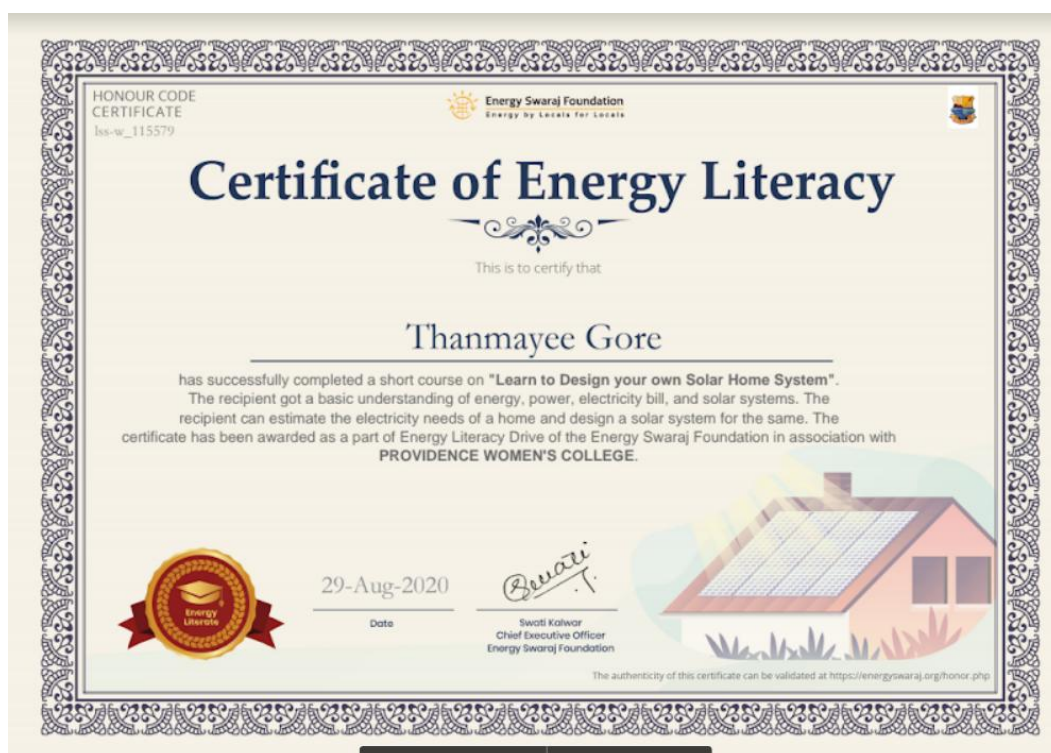 HONOUR CODE
CERTIFICATE
lss-w_115579
Energy Swaraj Foundation
Energy by Locals for Locals
Certificate of Energy Literacy
This is to certify that
Thanmayee Gore
has successfully completed a short course on "Learn to Design your own Solar Home System".
The recipient got a basic understanding of energy, power, electricity bill, and solar systems. The
recipient can estimate the electricity needs of a home and design a solar system for the same. The
certificate has been awarded as a part of Energy Literacy Drive of the Energy Swaraj Foundation in association with
PROVIDENCE WOMEN'S COLLEGE.
Energy
Literate
29-Aug-2020
Date
Swati
Swati Kalwar
Chief Executive Officer
Energy Swaraj Foundation
The authenticity of this certificate can be validated at https://energyswaraj.org/honor.php